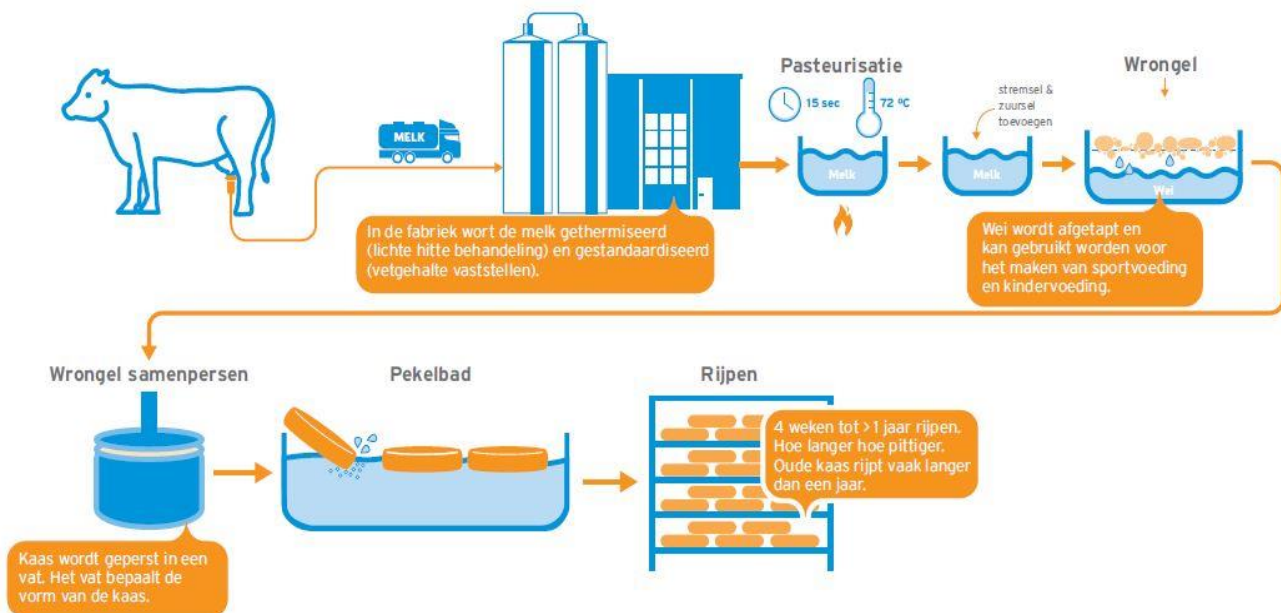 MELK
In de fabriek wort de melk gethermiseerd
(lichte hitte behandeling) en gestandaardiseerd
(vetgehalte vaststellen).
Pasteurisatie
15 sec
72 ºC
Melk
stremsel &
zuursel
toevoegen
Melk
Wrongel
Wei
Wei wordt afgetapt en
kan gebruikt worden voor
het maken van sportvoeding
en kindervoeding.
Wrongel samenpersen
Kaas wordt geperst in een
vat. Het vat bepaalt de
vorm van de kaas.
Pekelbad
Rijpen
4 weken tot >1 jaar rijpen.
Hoe langer hoe pittiger.
Oude kaas rijpt vaak langer
dan een jaar.